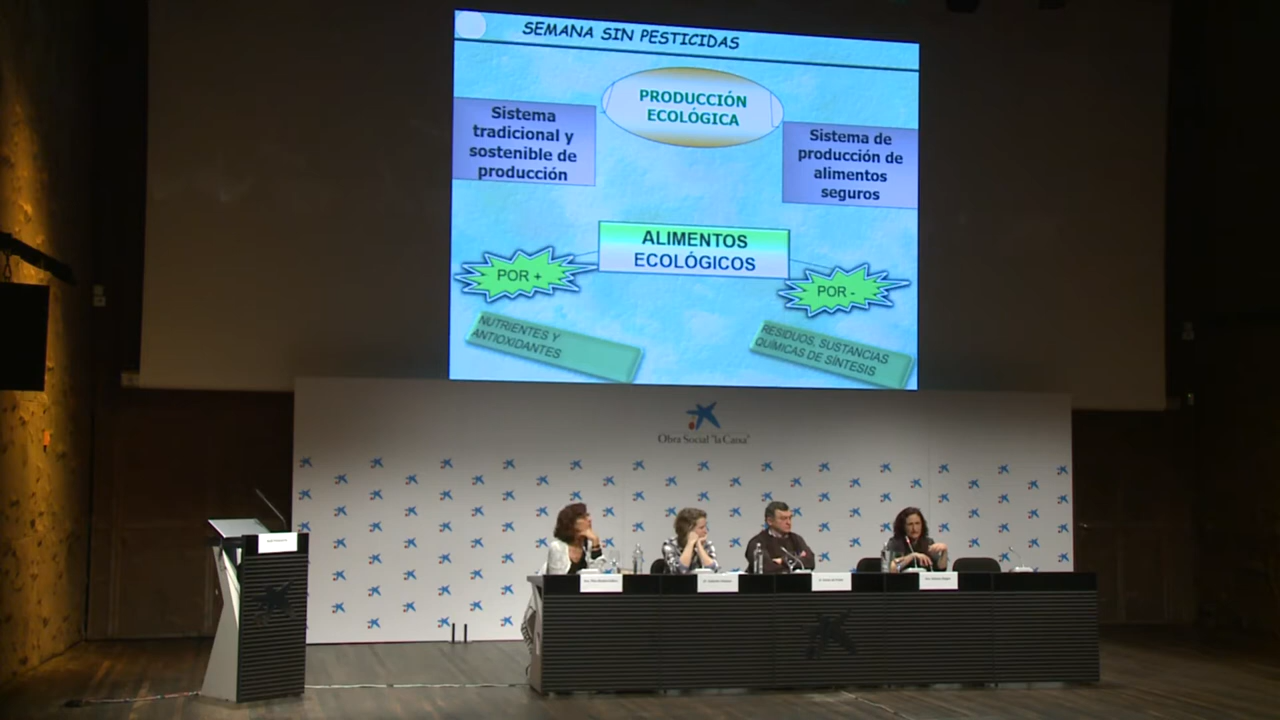 SEMANA SIN PESTICIDAS
PRODUCCIÓN
ECOLÓGICA
Sistema
tradicional y
sostenible de
producción
Sistema de
producción de
alimentos
seguros
ALIMENTOS
ECOLÓGICOS
POR +
POR -
NUTRIENTES Y
ANTIOXIDANTES
RESIDUOS, SUSTANCIAS
QUÍMICAS DE SÍNTESIS
Obra Social "la Caixa"